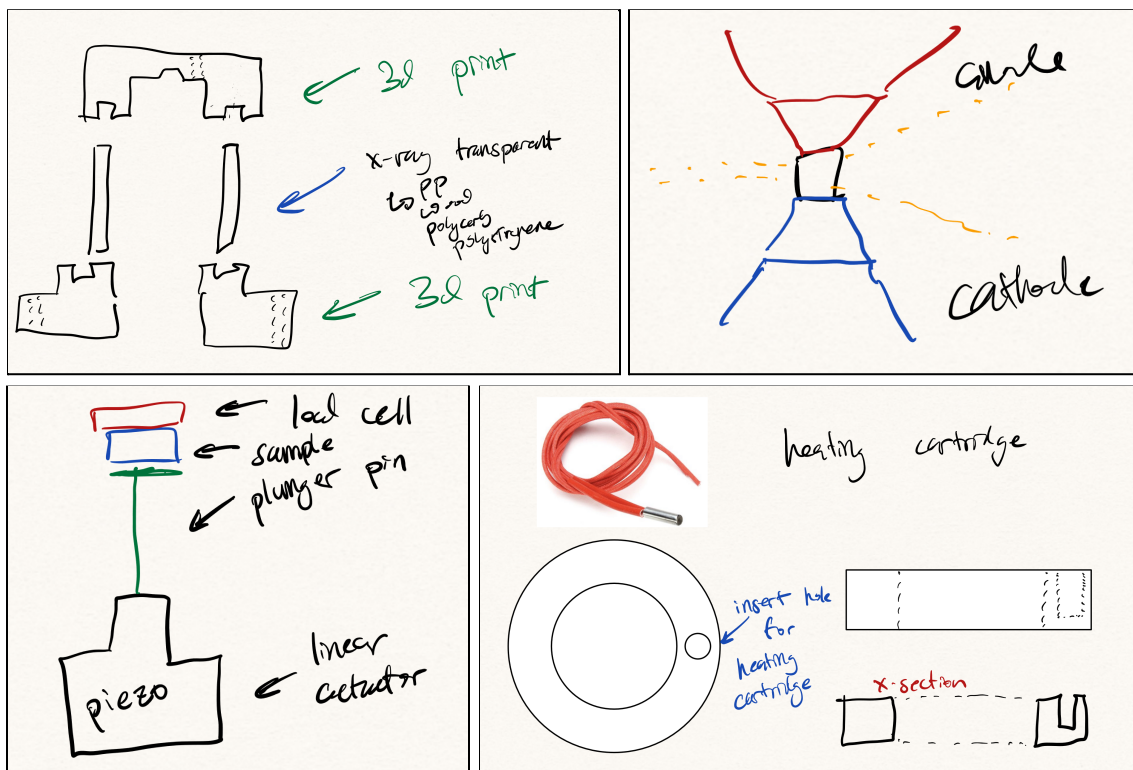 3d print
x-ray transparent
↳ PP
↳ rod
polycarb
polystyrene
3d print
anode
cathode
load cell
sample
plunger pin
linear
actuator
piezo
heating cartridge
insert hole
for
heating
cartridge
x-section